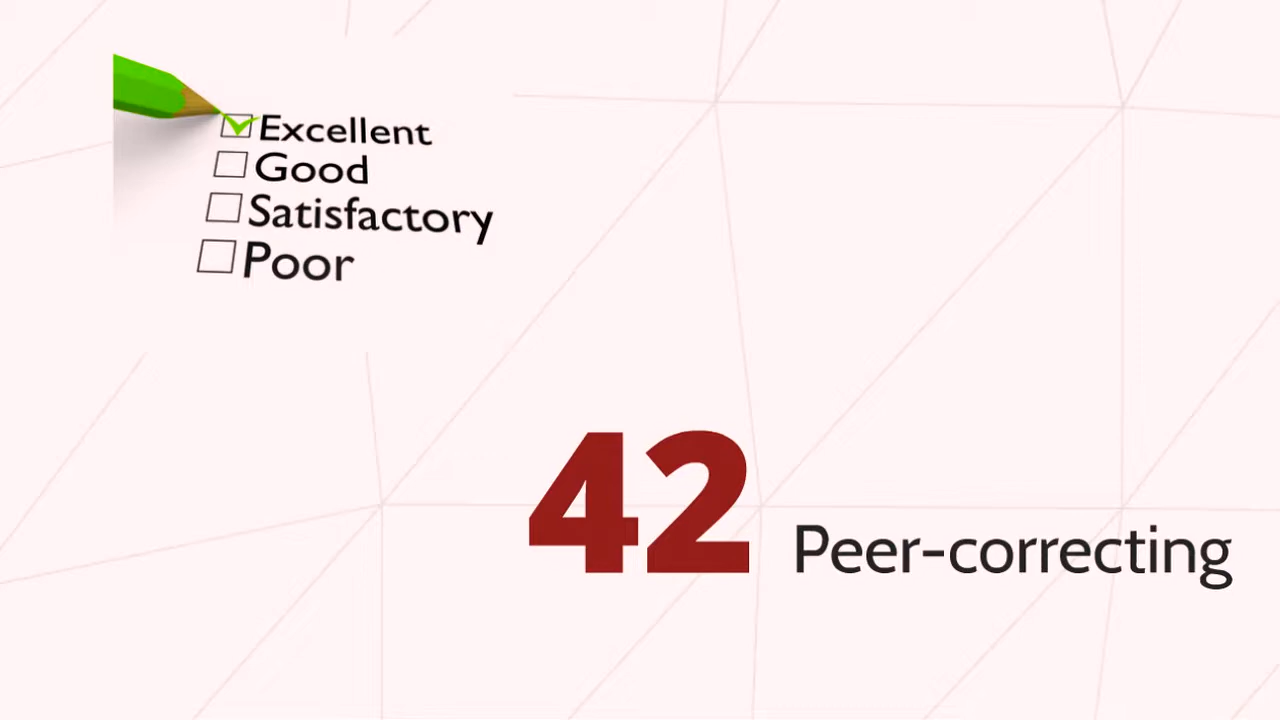 Excellent
Good
Satisfactory
Poor
42 Peer-correcting